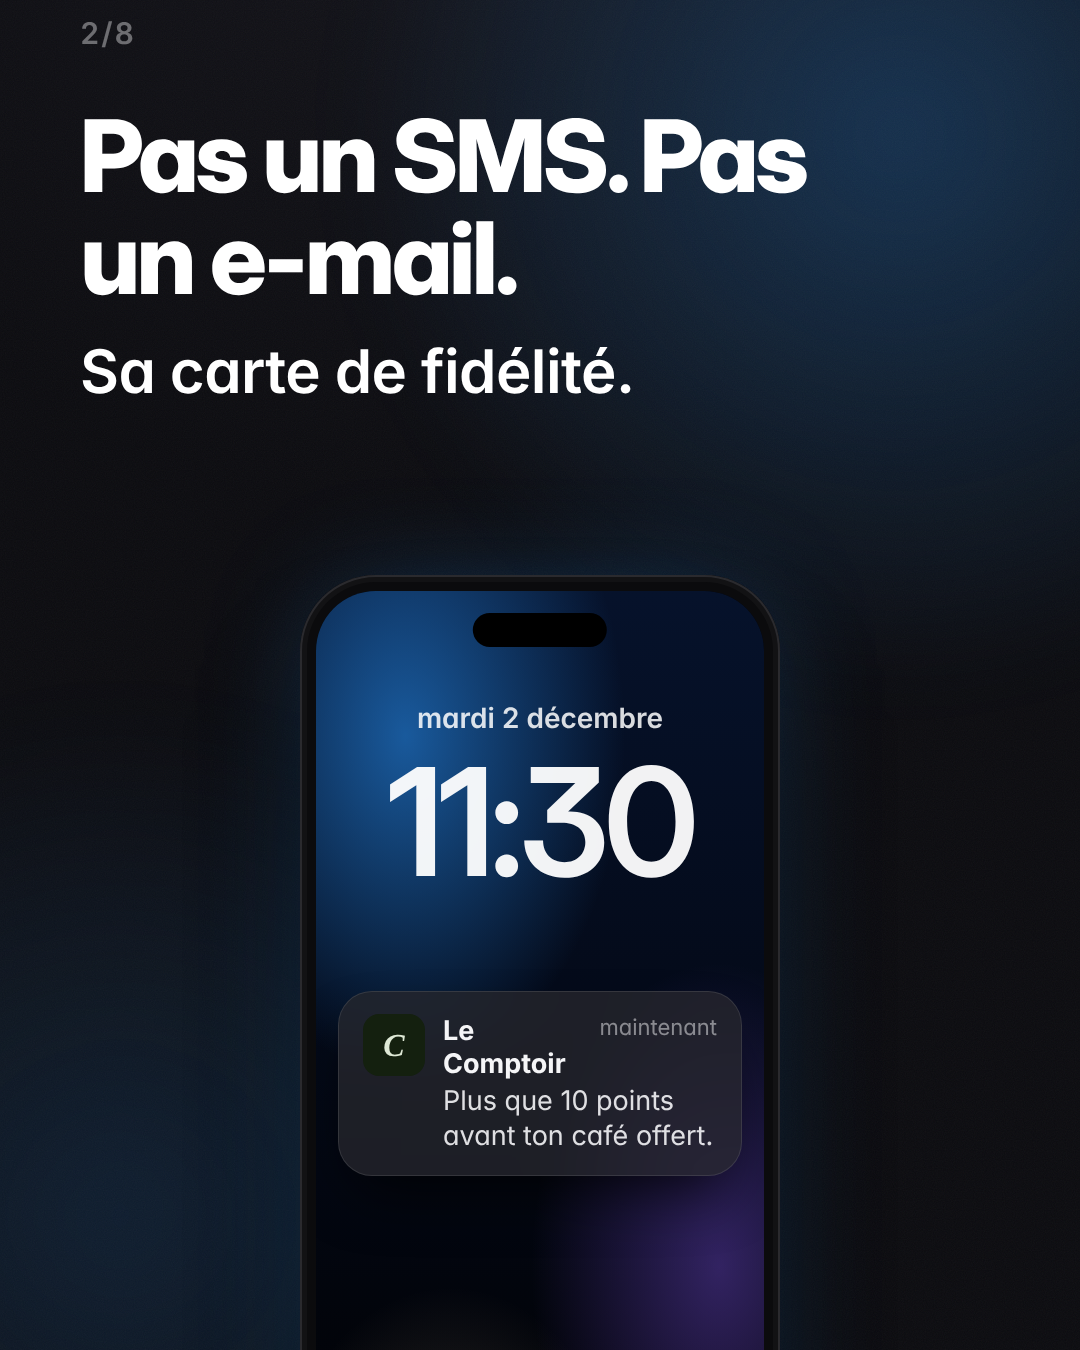 2/8
Pas un SMS. Pas
un e-mail.
Sa carte de fidélité.
mardi 2 décembre
11:30
C
Le
Comptoir
maintenant
Plus que 10 points
avant ton café offert.